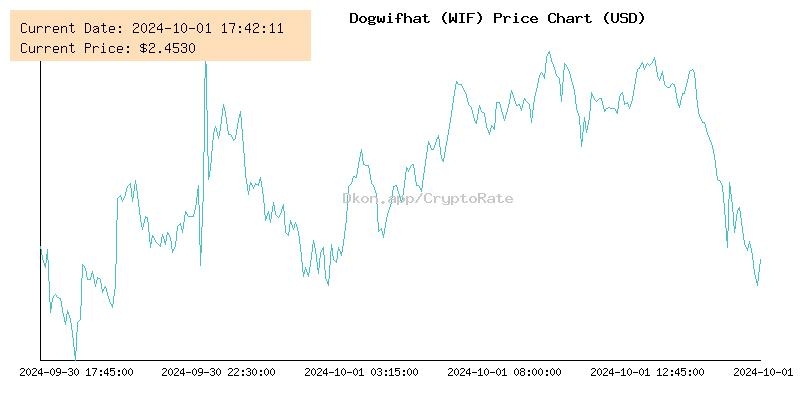 Dogwifhat (WIF) Price Chart (USD)
Current Date: 2024-10-01 17:42:11
Current Price: $2.4530
Dkon.app/CryptoRate
2024-09-30 17:45:00
2024-09-30 22:30:00
2024-10-01 03:15:00
2024-10-01 08:00:00
2024-10-01 12:45:00
2024-10-01